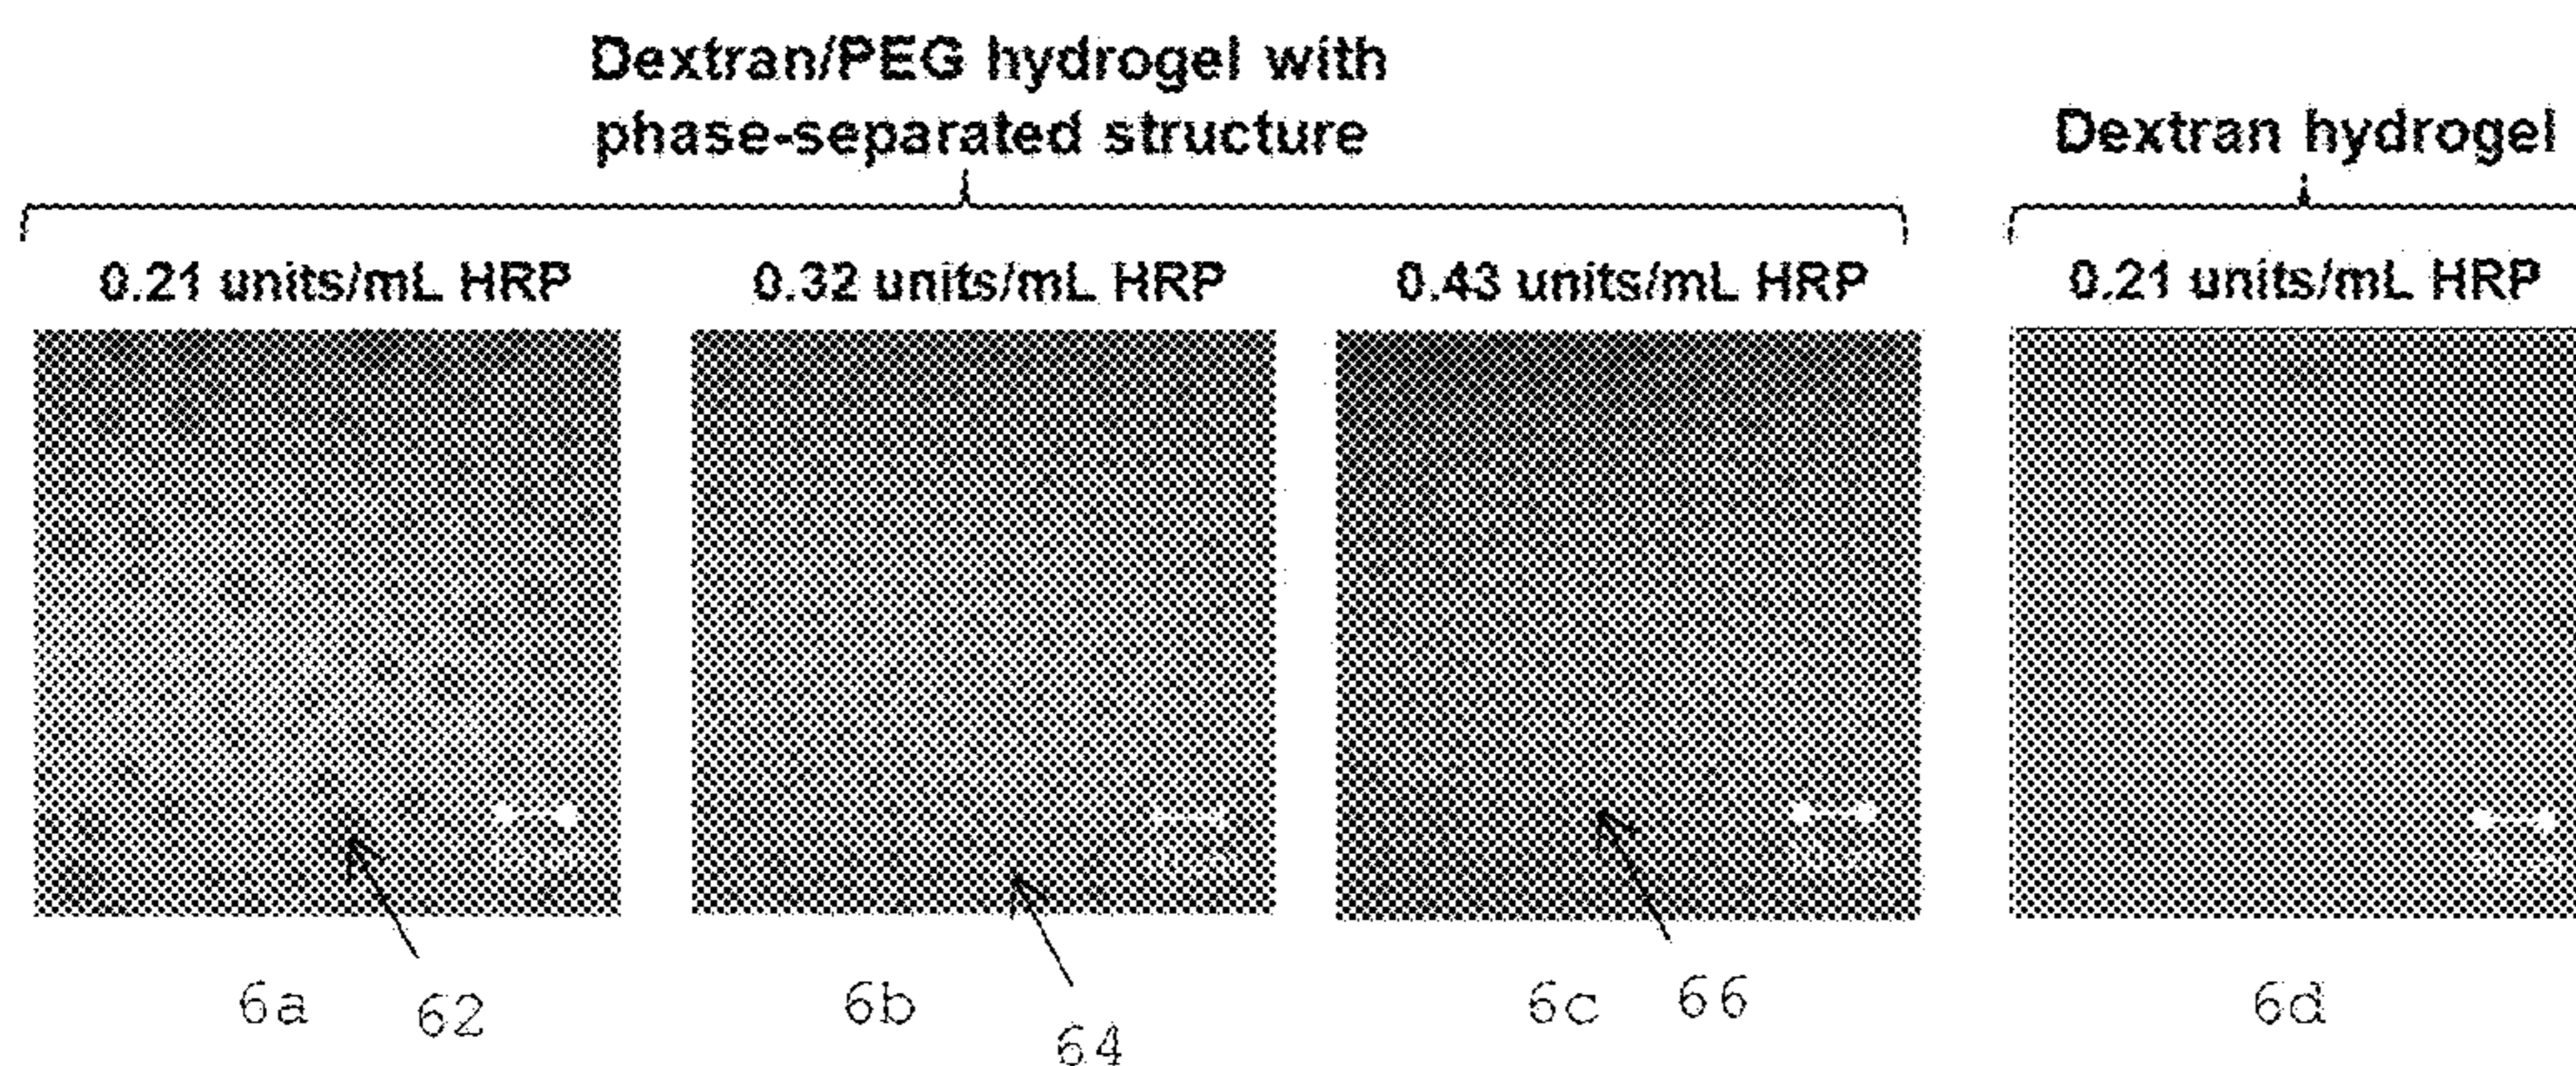 Dextran/PEG hydrogel with
phase-separated structure
Dextran hydrogel
0.21 units/mL HRP
0.32 units/mL HRP
0.43 units/mL HRP
0.21 units/mL HRP
6a
62
6b
64
6c
66
6d